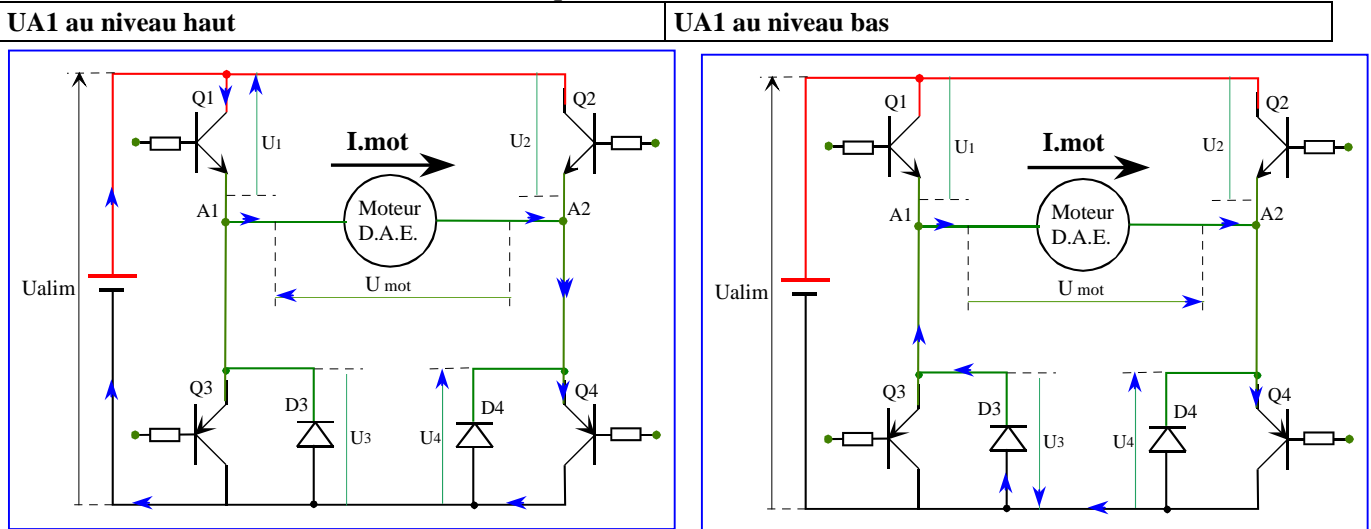 UA1 au niveau haut
UA1 au niveau bas
Q1
Q2
U1
I.mot
U2
A1
Moteur
D.A.E.
A2
Ualim
U mot
Q3
D3
U3
U4
D4
Q4
Q1
Q2
U1
I.mot
U2
A1
Moteur
D.A.E.
A2
Ualim
U mot
Q3
D3
U3
U4
D4
Q4